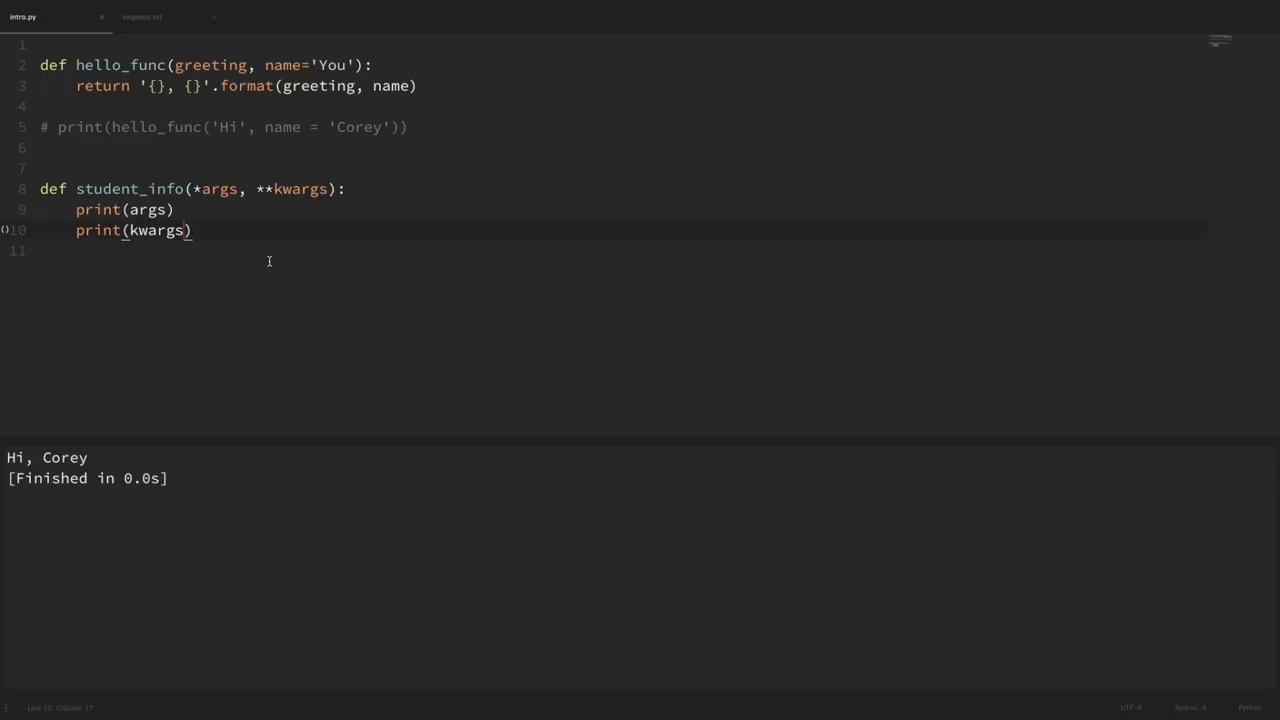 intro.py × snippets.txt ×
1
2 def hello_func(greeting, name='You'):
3     return '{}, {}'.format(greeting, name)
4
5 # print(hello_func('Hi', name = 'Corey'))
6
7
8 def student_info(*args, **kwargs):
9     print(args)
10     print(kwargs)
11
Hi, Corey
[Finished in 0.0s]
Line 10, Column 17 UTF-8 Spaces: 4 Python